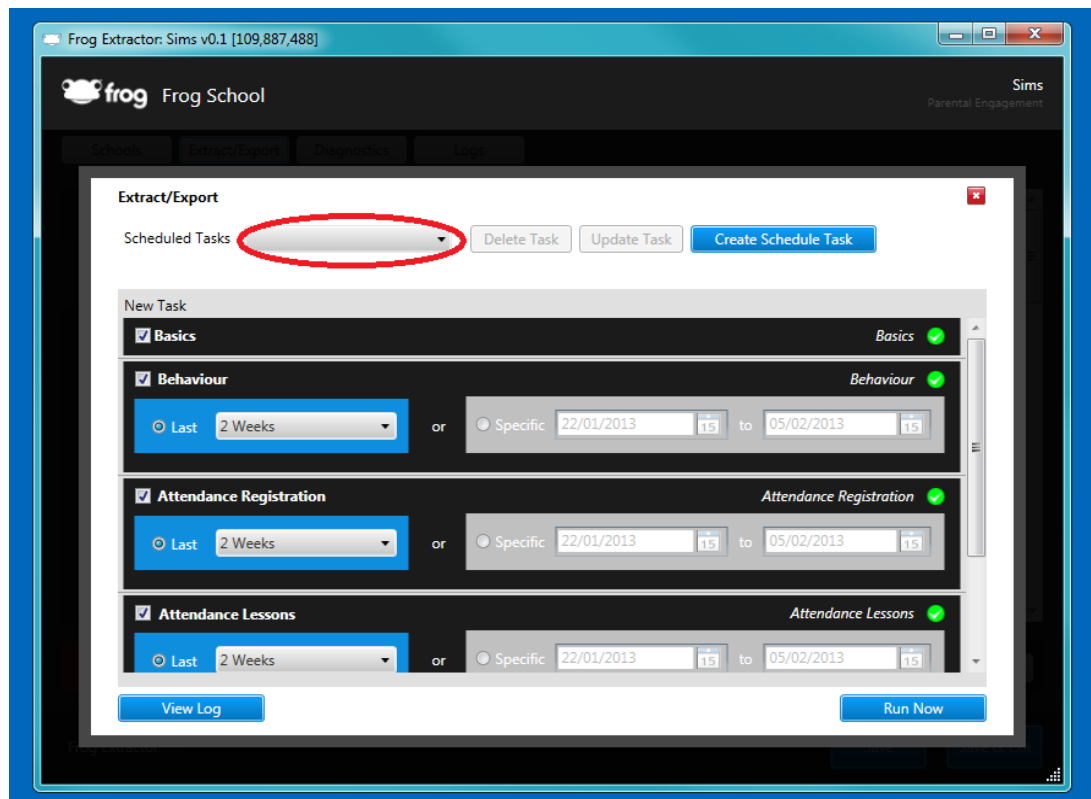 Frog Extractor: Sims v0.1 [109,887,488]
frog Frog School
Sims
Parental Engagement
Schools Extract/Export Diagnostics Logs
Extract/Export
Scheduled Tasks Delete Task Update Task Create Schedule Task
New Task
Basics Basics
Behaviour Behaviour
Last 2 Weeks or Specific 22/01/2013 15 to 05/02/2013 15
Attendance Registration Attendance Registration
Last 2 Weeks or Specific 22/01/2013 15 to 05/02/2013 15
Attendance Lessons Attendance Lessons
Last 2 Weeks or Specific 22/01/2013 15 to 05/02/2013 15
View Log Run Now
Frog Extractor